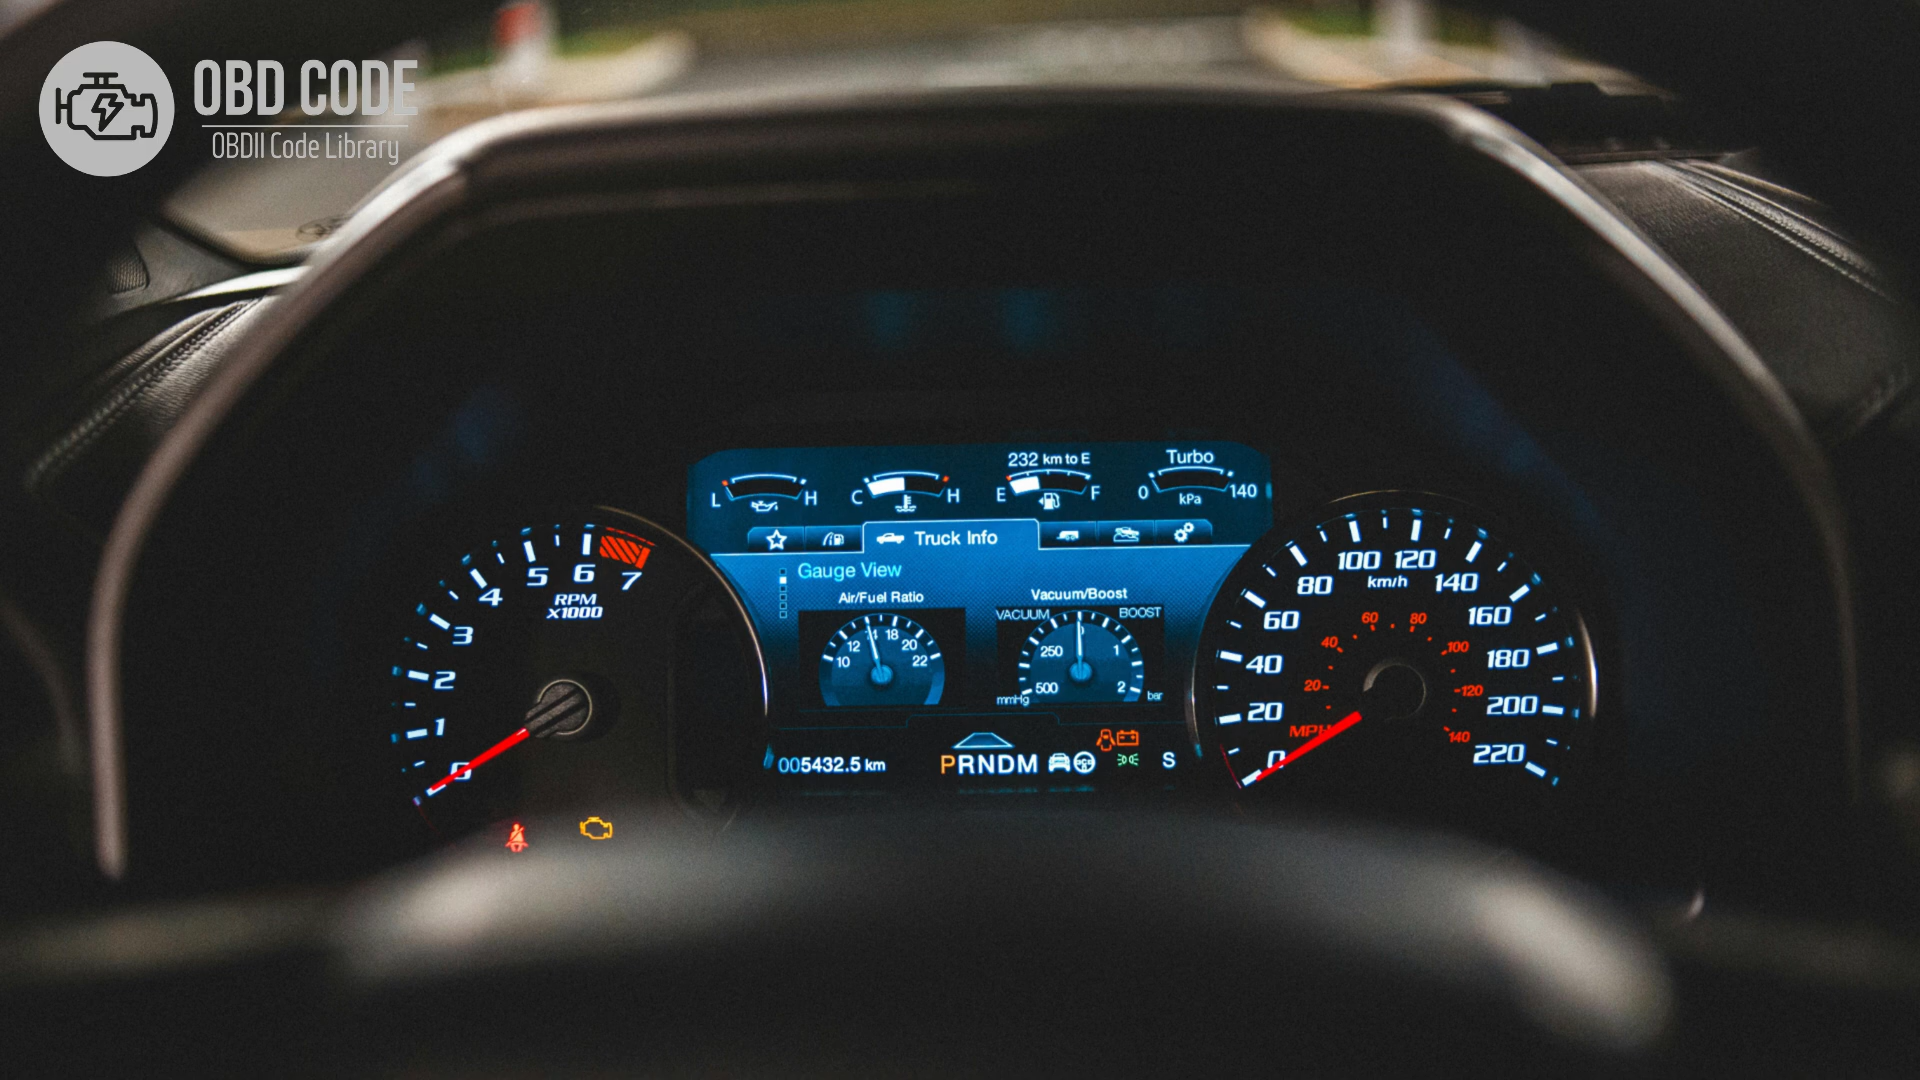 OBD CODE
OBDII Code Library
232 km to E
Turbo
L H
C H
E F
0 140
kPa
Truck Info
Gauge View
Air/Fuel Ratio
10 12 14 18 20 22
Vacuum/Boost
VACUUM BOOST
500 250 0 1 2
mmHg bar
0 1 2 3 4 5 6 7
RPM
X1000
0 20 40 60 80 100 120 140 160 180 200 220
km/h
20 40 60 80 100 120 140
MPH
005432.5 km
PRNDM
S